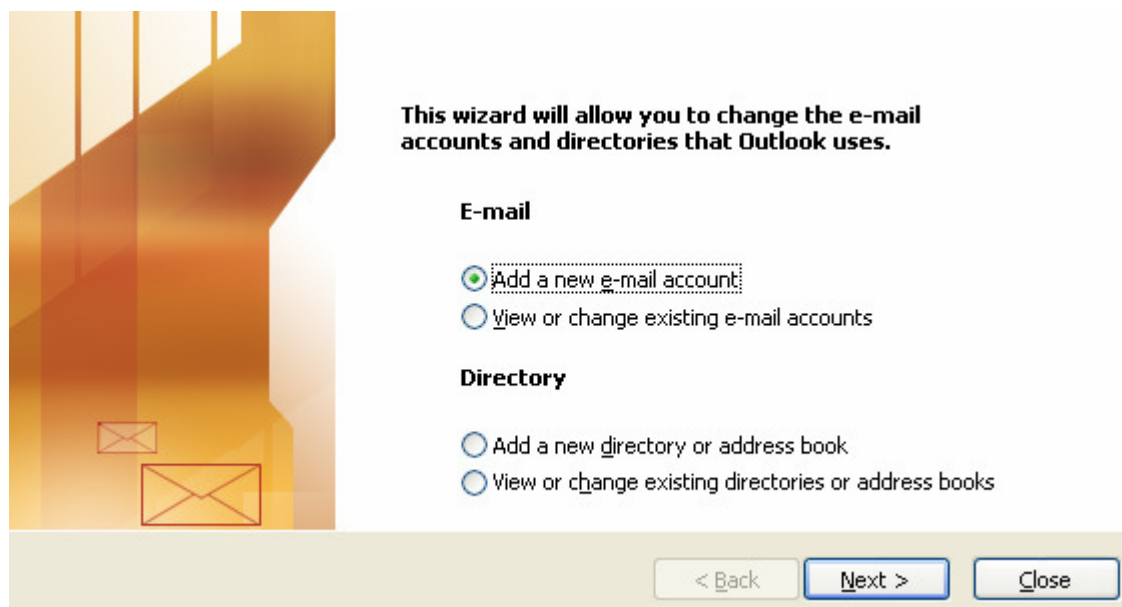 This wizard will allow you to change the e-mail
accounts and directories that Outlook uses.
E-mail
Add a new e-mail account
View or change existing e-mail accounts
Directory
Add a new directory or address book
View or change existing directories or address books
< Back Next > Close